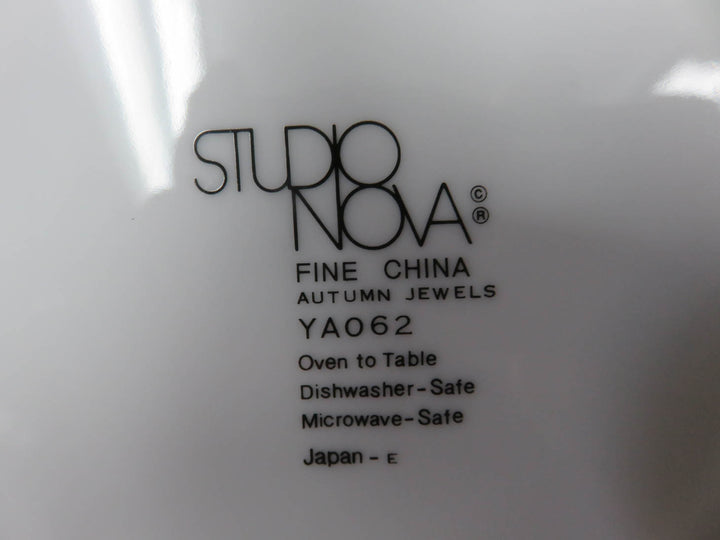 STUDIO
NOVA ©
®
FINE CHINA
AUTUMN JEWELS
YA062
Oven to Table
Dishwasher-Safe
Microwave-Safe
Japan - E